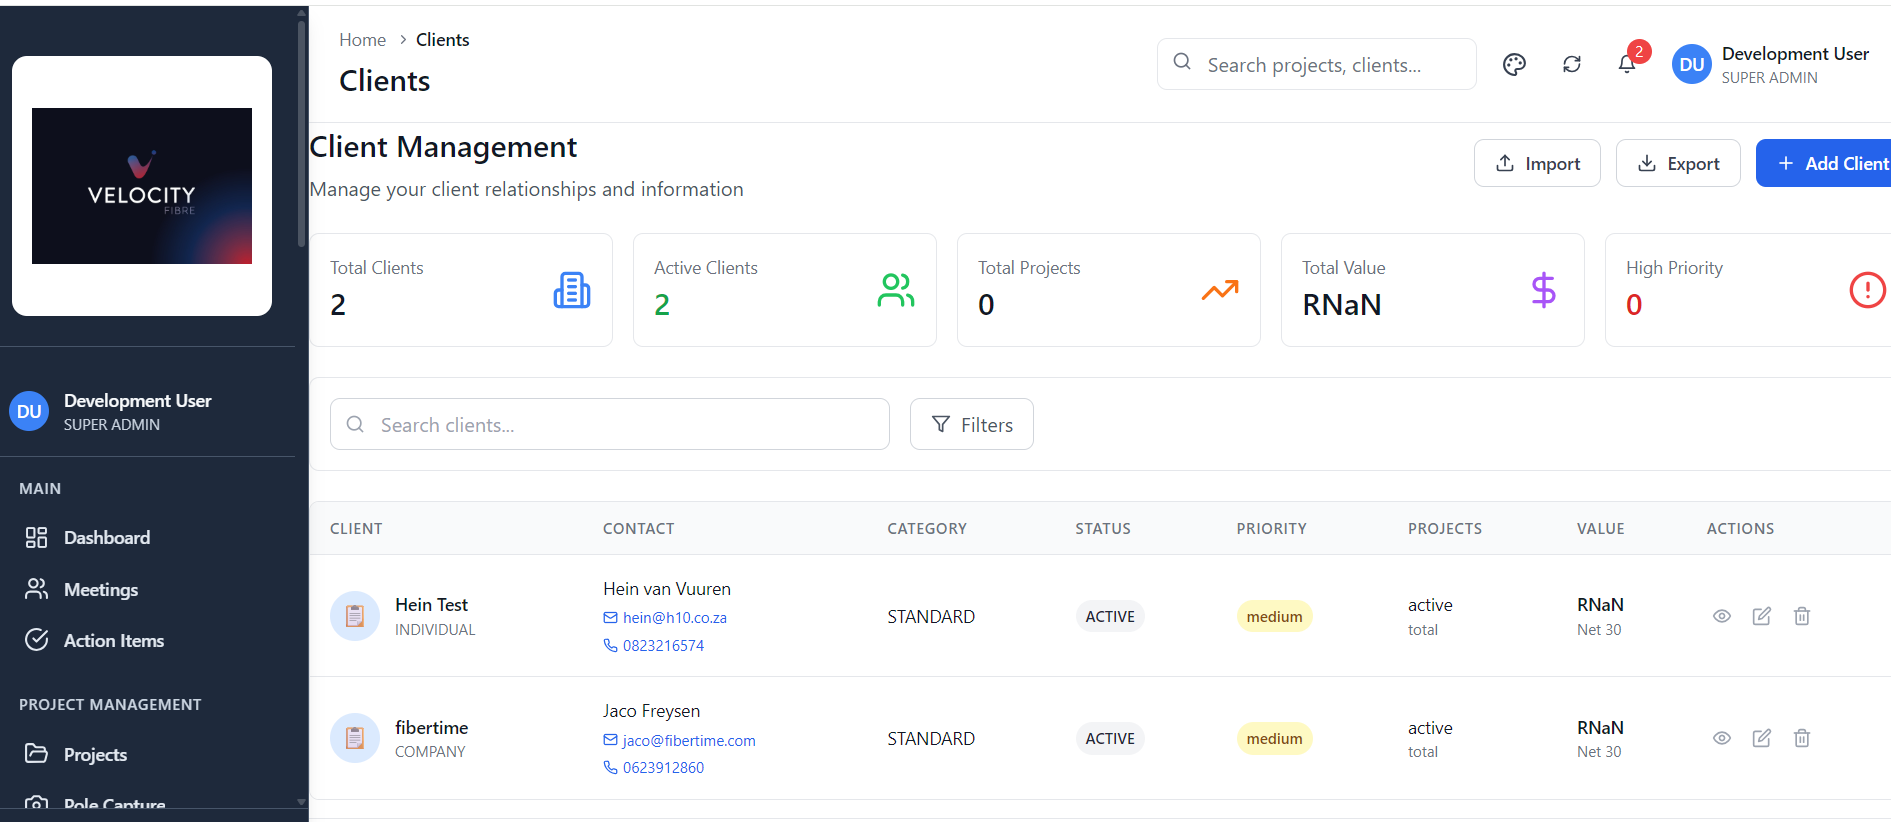 VELOCITY
FIBRE
DU
Development User
SUPER ADMIN
MAIN
Dashboard
Meetings
Action Items
PROJECT MANAGEMENT
Projects
Pole Capture
Home > Clients
Clients
Search projects, clients...
2
DU
Development User
SUPER ADMIN
Client Management
Manage your client relationships and information
Import
Export
+ Add Client
Total Clients
2
Active Clients
2
Total Projects
0
Total Value
RNaN
High Priority
0
Search clients...
Filters
CLIENT CONTACT CATEGORY STATUS PRIORITY PROJECTS VALUE ACTIONS
Hein Test
INDIVIDUAL
Hein van Vuuren
hein@h10.co.za
0823216574
STANDARD
ACTIVE
medium
active
total
RNaN
Net 30
fibertime
COMPANY
Jaco Freysen
jaco@fibertime.com
0623912860
STANDARD
ACTIVE
medium
active
total
RNaN
Net 30